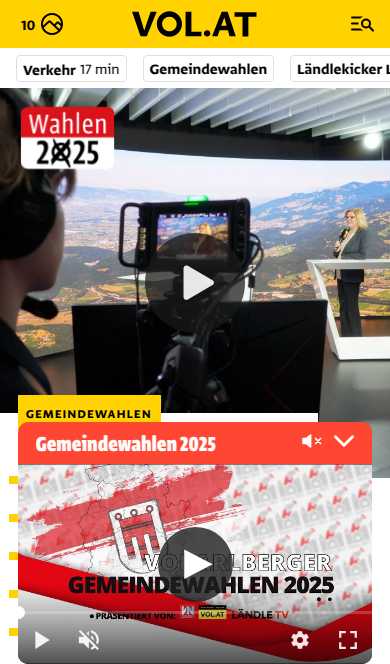 10
VOL.AT
Verkehr 17 min
Gemeindewahlen
Ländlekicker L
Wahlen
2025
GEMEINDEWAHLEN
Gemeindewahlen 2025
VORARLBERGER
GEMEINDEWAHLEN 2025
PRÄSENTIERT VON: VN VOL.AT LÄNDLE TV